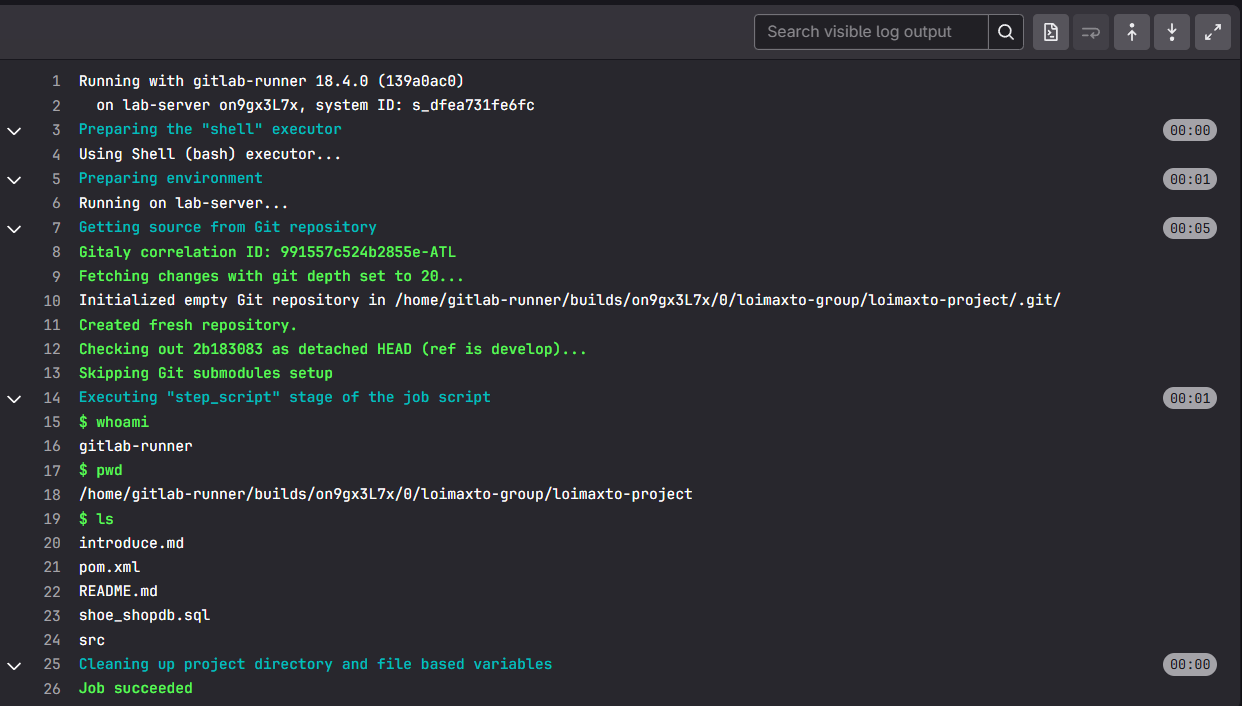 Search visible log output
1 Running with gitlab-runner 18.4.0 (139a0ac0)
2 on lab-server on9gx3L7x, system ID: s_dfea731fe6fc
3 Preparing the "shell" executor 00:00
4 Using Shell (bash) executor...
5 Preparing environment 00:01
6 Running on lab-server...
7 Getting source from Git repository 00:05
8 Gitaly correlation ID: 991557c524b2855e-ATL
9 Fetching changes with git depth set to 20...
10 Initialized empty Git repository in /home/gitlab-runner/builds/on9gx3L7x/0/loimaxto-group/loimaxto-project/.git/
11 Created fresh repository.
12 Checking out 2b183083 as detached HEAD (ref is develop)...
13 Skipping Git submodules setup
14 Executing "step_script" stage of the job script 00:01
15 $ whoami
16 gitlab-runner
17 $ pwd
18 /home/gitlab-runner/builds/on9gx3L7x/0/loimaxto-group/loimaxto-project
19 $ ls
20 introduce.md
21 pom.xml
22 README.md
23 shoe_shopdb.sql
24 src
25 Cleaning up project directory and file based variables 00:00
26 Job succeeded